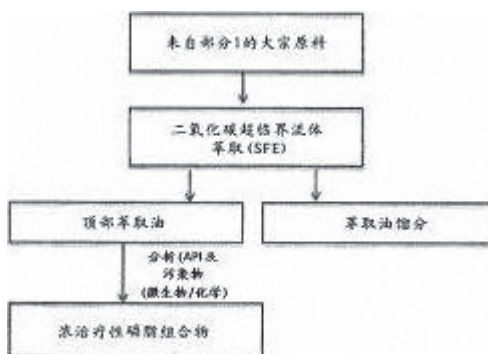 来自部分1的大宗原料
二氧化碳超临界流体
萃取(SFE)
顶部萃取油
萃取油馏分
分析(API及
污染物
(微生物/化学)
浓治疗性磷脂组合物